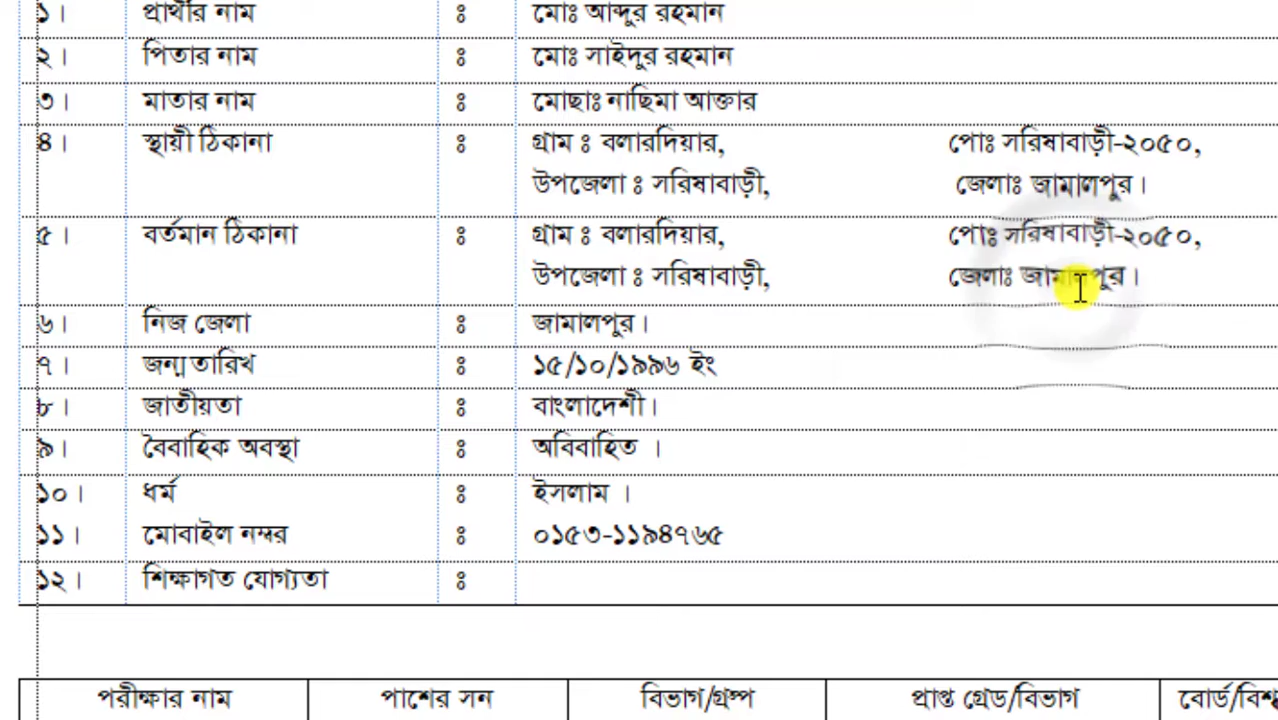 ১। প্রার্থীর নাম ঃ মোঃ আব্দুর রহমান
২। পিতার নাম ঃ মোঃ সাইদুর রহমান
৩। মাতার নাম ঃ মোছাঃ নাছিমা আক্তার
৪। স্থায়ী ঠিকানা ঃ গ্রাম ঃ বলারদিয়ার, পোঃ সরিষাবাড়ী-২০৫০,
উপজেলা ঃ সরিষাবাড়ী, জেলাঃ জামালপুর।
৫। বর্তমান ঠিকানা ঃ গ্রাম ঃ বলারদিয়ার, পোঃ সরিষাবাড়ী-২০৫০,
উপজেলা ঃ সরিষাবাড়ী, জেলাঃ জামালপুর।
৬। নিজ জেলা ঃ জামালপুর।
৭। জন্ম তারিখ ঃ ১৫/১০/১৯৯৬ ইং
৮। জাতীয়তা ঃ বাংলাদেশী।
৯। বৈবাহিক অবস্থা ঃ অবিবাহিত ।
১০। ধর্ম ঃ ইসলাম ।
১১। মোবাইল নম্বর ঃ ০১৫৩-১১৯৪৭৬৫
১২। শিক্ষাগত যোগ্যতা ঃ
পরীক্ষার নাম পাশের সন বিভাগ/গ্রুপ প্রাপ্ত গ্রেড/বিভাগ